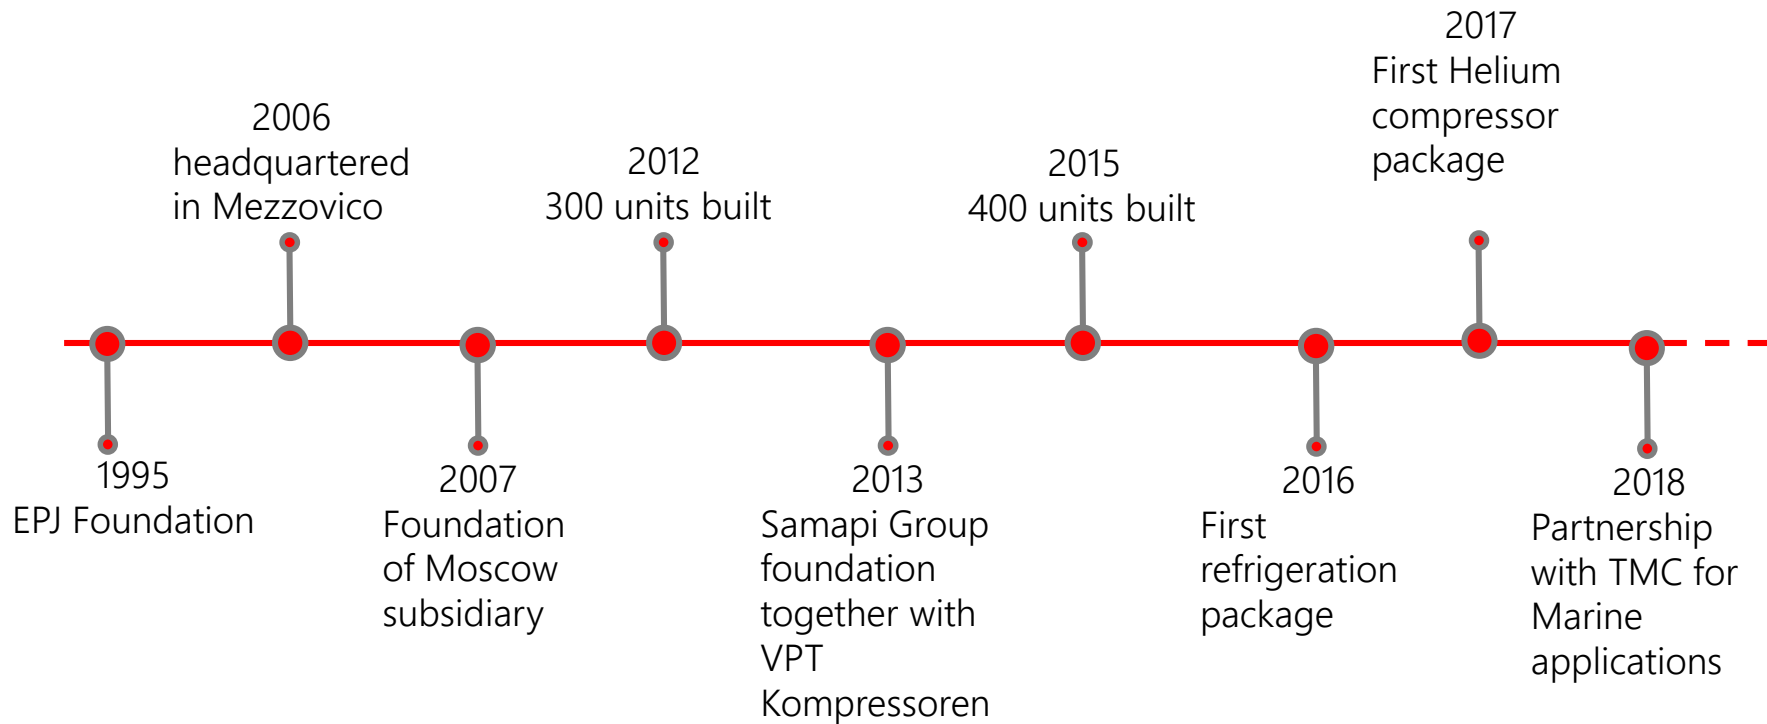 1995
EPJ Foundation
2006
headquartered
in Mezzovico
2007
Foundation
of Moscow
subsidiary
2012
300 units built
2013
Samapi Group
foundation
together with
VPT
Kompressoren
2015
400 units built
2016
First
refrigeration
package
2017
First Helium
compressor
package
2018
Partnership
with TMC for
Marine
applications